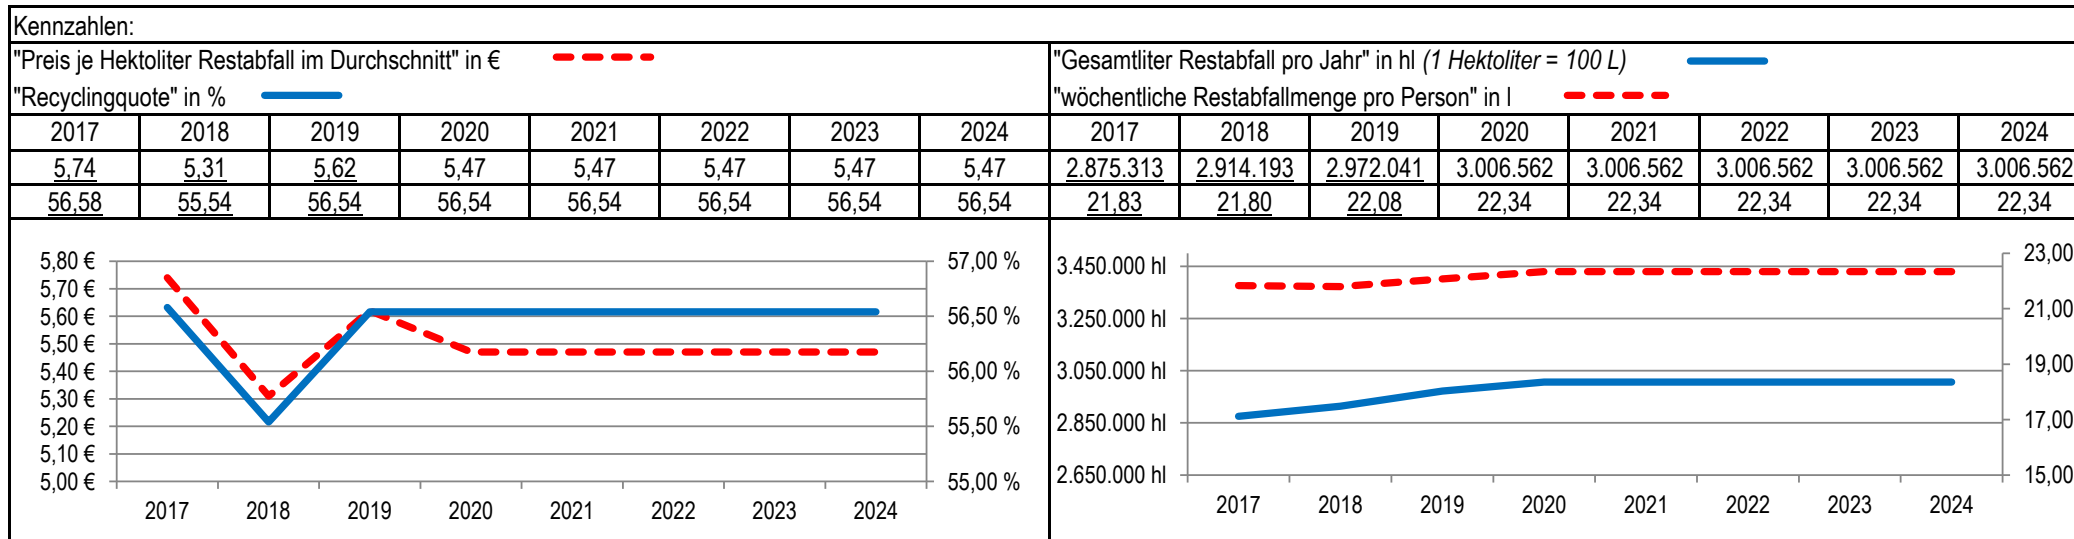 Kennzahlen:
"Preis je Hektoliter Restabfall im Durchschnitt" in €
"Recyclingquote" in %
2017 2018 2019 2020 2021 2022 2023 2024
5,74 5,31 5,62 5,47 5,47 5,47 5,47 5,47
56,58 55,54 56,54 56,54 56,54 56,54 56,54 56,54
5,80 €
5,70 €
5,60 €
5,50 €
5,40 €
5,30 €
5,20 €
5,10 €
5,00 €
57,00 %
56,50 %
56,00 %
55,50 %
55,00 %
2017 2018 2019 2020 2021 2022 2023 2024
"Gesamtliter Restabfall pro Jahr" in hl (1 Hektoliter = 100 L)
"wöchentliche Restabfallmenge pro Person" in l
2017 2018 2019 2020 2021 2022 2023 2024
2.875.313 2.914.193 2.972.041 3.006.562 3.006.562 3.006.562 3.006.562 3.006.562
21,83 21,80 22,08 22,34 22,34 22,34 22,34 22,34
3.450.000 hl
3.250.000 hl
3.050.000 hl
2.850.000 hl
2.650.000 hl
23,00
21,00
19,00
17,00
15,00
2017 2018 2019 2020 2021 2022 2023 2024